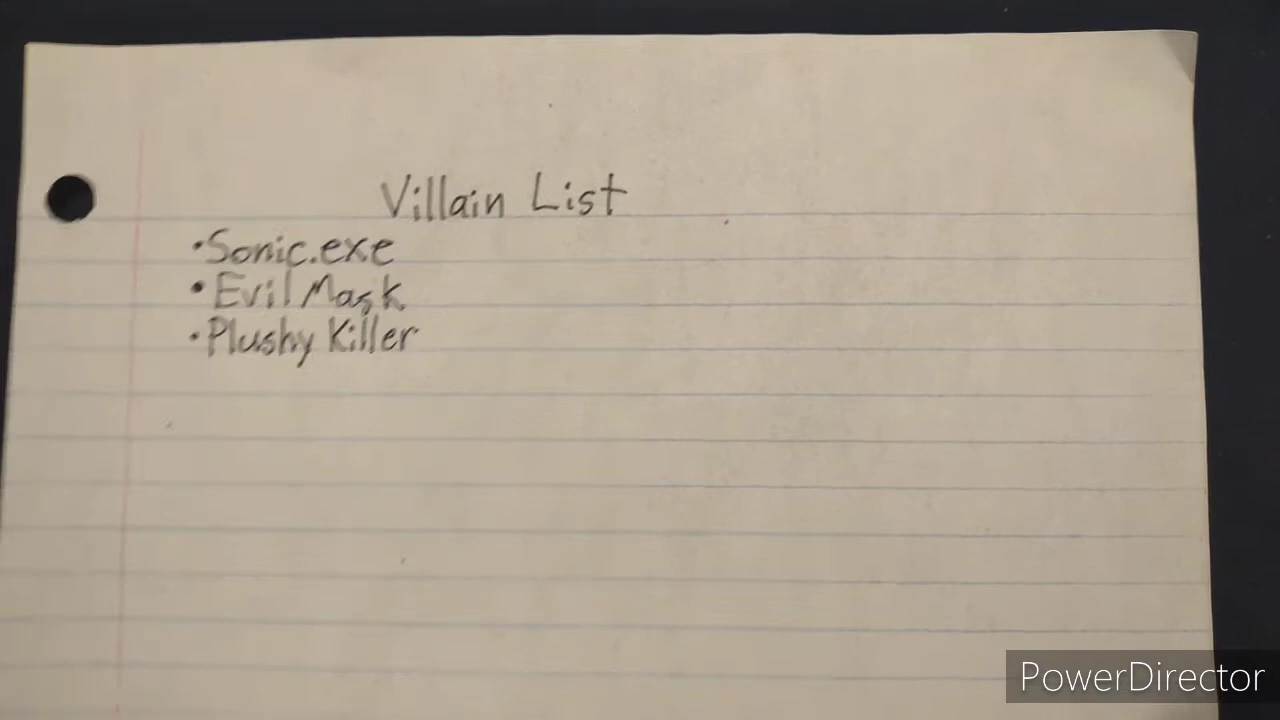 Villain List
•Sonic.exe
•Evil Mask
•Plushy Killer
PowerDirector